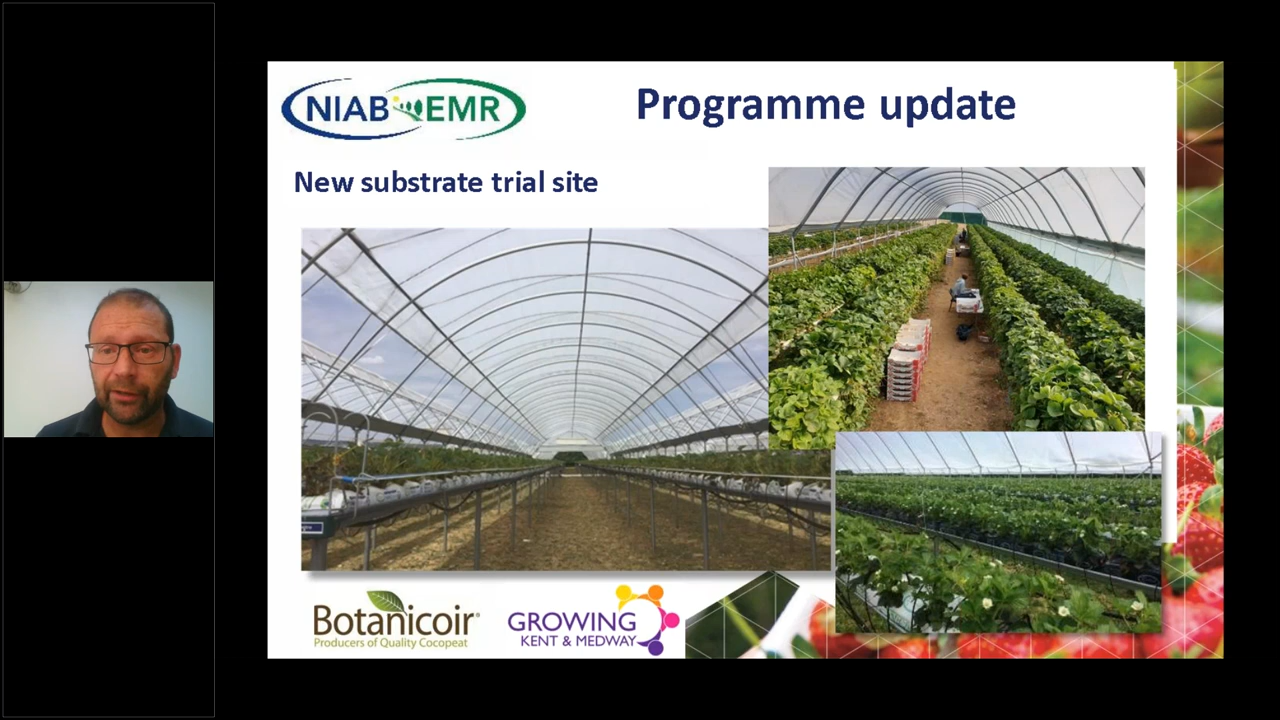 NIAB EMR
Programme update
New substrate trial site
Botanicoir
Producers of Quality Cocopeat
GROWING
KENT & MEDWAY